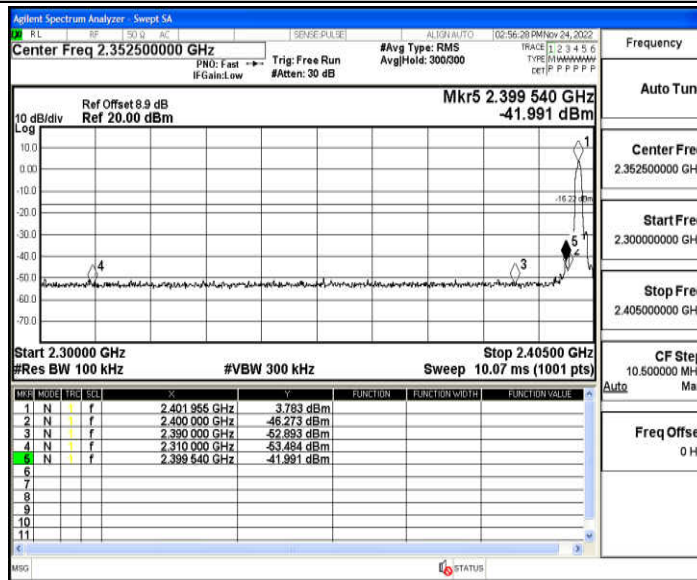 Agilent Spectrum Analyzer - Swept SA
RL RF 50 Ω AC SENSE:PULSE ALIGN AUTO 02:56:28 PM Nov 24, 2022
Center Freq 2.352500000 GHz
PNO: Fast
IFGain:Low
Trig: Free Run
#Atten: 30 dB
#Avg Type: RMS
Avg|Hold: 300/300
TRACE 1 2 3 4 5 6
TYPE M WWWWW
DET P P P P P P
Ref Offset 8.9 dB
10 dB/div Ref 20.00 dBm
Log
Mkr5 2.399 540 GHz
-41.991 dBm
10.0
0.00
-10.0
-20.0
-30.0
-40.0
-50.0
-60.0
-70.0
-16.22 dBm
1
5
2
3
4
Start 2.30000 GHz Stop 2.40500 GHz
#Res BW 100 kHz #VBW 300 kHz Sweep 10.07 ms (1001 pts)
MKR MODE TRC SCL X Y FUNCTION FUNCTION WIDTH FUNCTION VALUE
1 N 1 f 2.401 955 GHz 3.783 dBm
2 N 1 f 2.400 000 GHz -46.273 dBm
3 N 1 f 2.390 000 GHz -52.893 dBm
4 N 1 f 2.310 000 GHz -53.484 dBm
5 N 1 f 2.399 540 GHz -41.991 dBm
6
7
8
9
10
11
MSG STATUS
Frequency
Auto Tun
Center Fre
2.352500000 GH
Start Fre
2.300000000 GH
Stop Fre
2.405000000 GH
CF Step
10.500000 MH
Auto Ma
Freq Offse
0 H